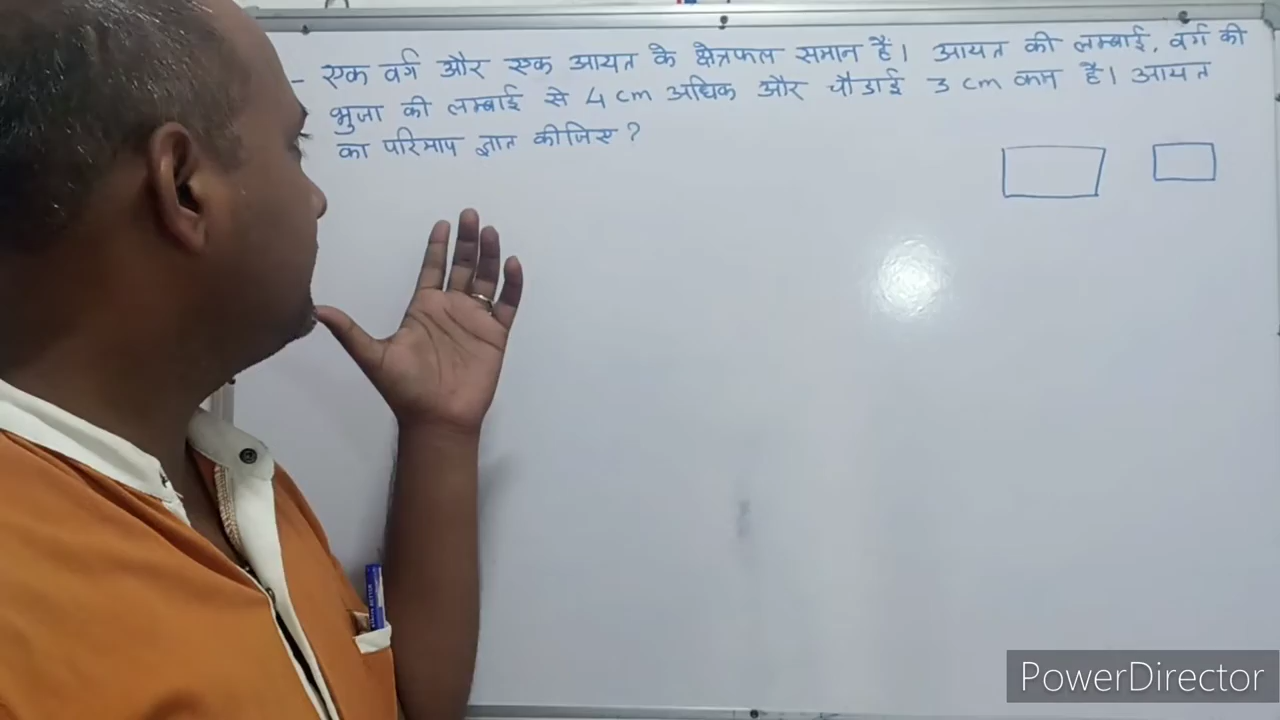 - एक वर्ग और एक आयत के क्षेत्रफल समान हैं। आयत की लम्बाई, वर्ग की
भुजा की लम्बाई से 4 cm अधिक और चौडाई 3 cm कम है। आयत
का परिमाप ज्ञात कीजिए ?
PowerDirector